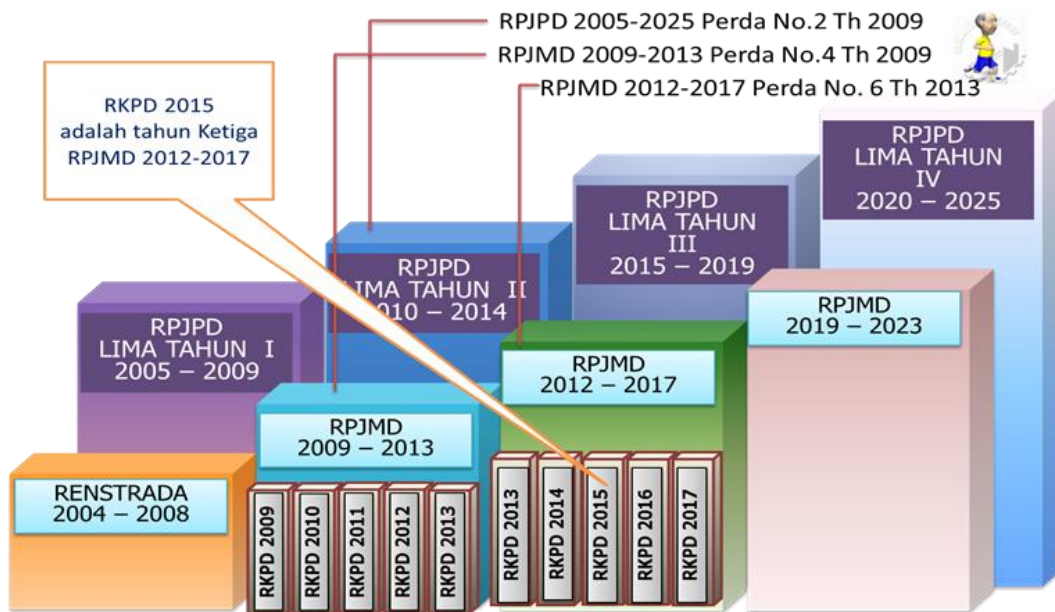 RPJPD 2005-2025 Perda No.2 Th 2009
RPJMD 2009-2013 Perda No.4 Th 2009
RPJMD 2012-2017 Perda No. 6 Th 2013
RKPD 2015
adalah tahun Ketiga
RPJMD 2012-2017
RPJPD
LIMA TAHUN I
2005 – 2009
RPJPD
LIMA TAHUN II
2010 – 2014
RPJPD
LIMA TAHUN
III
2015 – 2019
RPJPD
LIMA TAHUN
IV
2020 – 2025
RENSTRADA
2004 – 2008
RPJMD
2009 – 2013
RPJMD
2012 – 2017
RPJMD
2019 – 2023
RKPD 2009
RKPD 2010
RKPD 2011
RKPD 2012
RKPD 2013
RKPD 2013
RKPD 2014
RKPD 2015
RKPD 2016
RKPD 2017